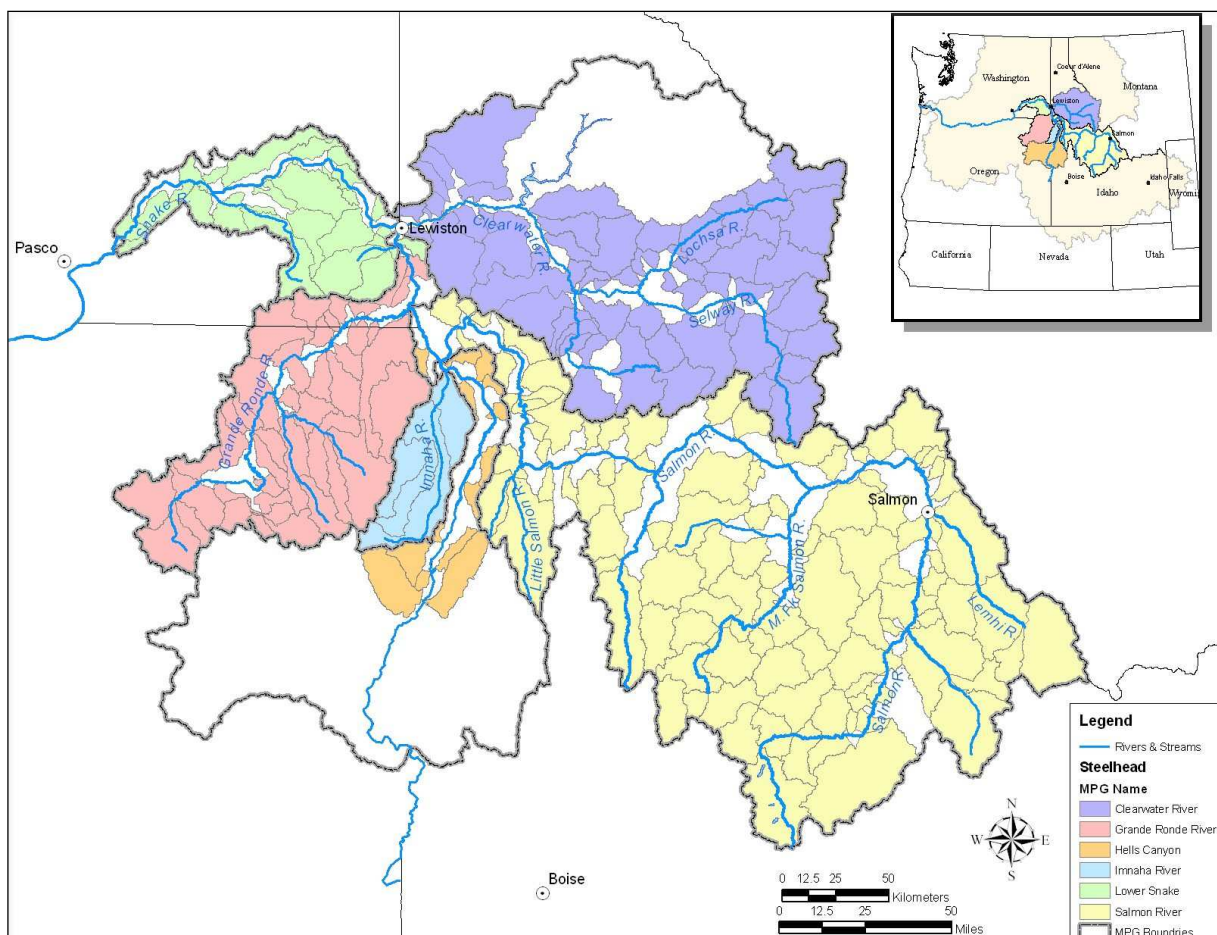 Washington
Coeur d'Alene
Montana
Lewiston
Salmon
Oregon
Boise
Idaho
Idaho Falls
Wyomin
California
Nevada
Utah
Pasco
Snake R.
Lewiston
Clearwater R.
Lochsa R.
Selway R.
Grande Ronde R.
Imnaha R.
Little Salmon R.
Salmon R.
M. Fk Salmon R.
Salmon
Lemhi R.
Salmon R.
Boise
N
W
E
S
0 12.5 25 50
Kilometers
0 12.5 25 50
Miles
Legend
Rivers & Streams
Steelhead
MPG Name
Clearwater River
Grande Ronde River
Hells Canyon
Imnaha River
Lower Snake
Salmon River
MPG Boundries